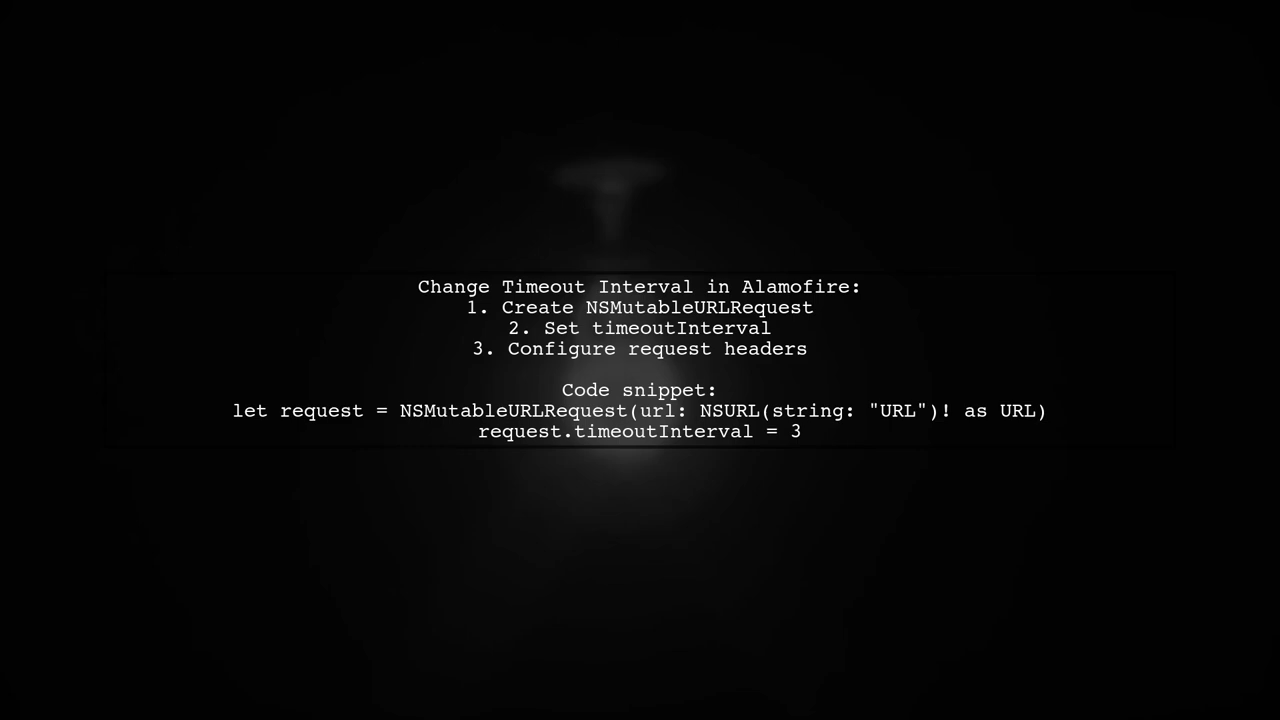 Change Timeout Interval in Alamofire:
1. Create NSMutableURLRequest
2. Set timeoutInterval
3. Configure request headers
Code snippet:
let request = NSMutableURLRequest(url: NSURL(string: "URL")! as URL)
request.timeoutInterval = 3